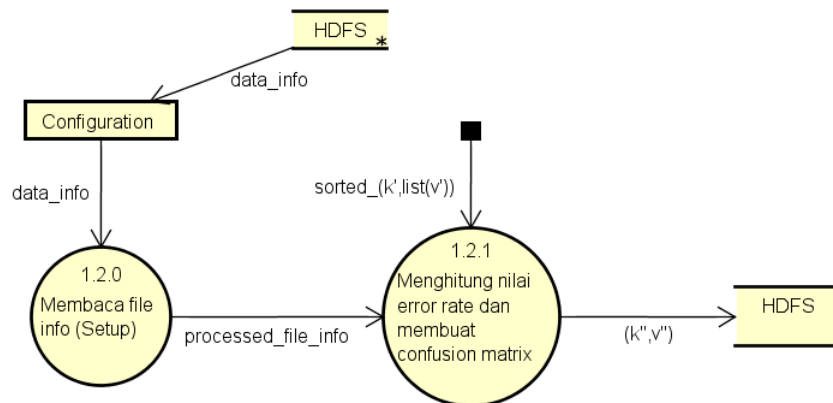 HDFS
*
data_info
Configuration
data_info
sorted_(k',list(v'))
1.2.0
Membaca file
info (Setup)
processed_file_info
1.2.1
Menghitung nilai
error rate dan
membuat
confusion matrix
(k",v")
HDFS